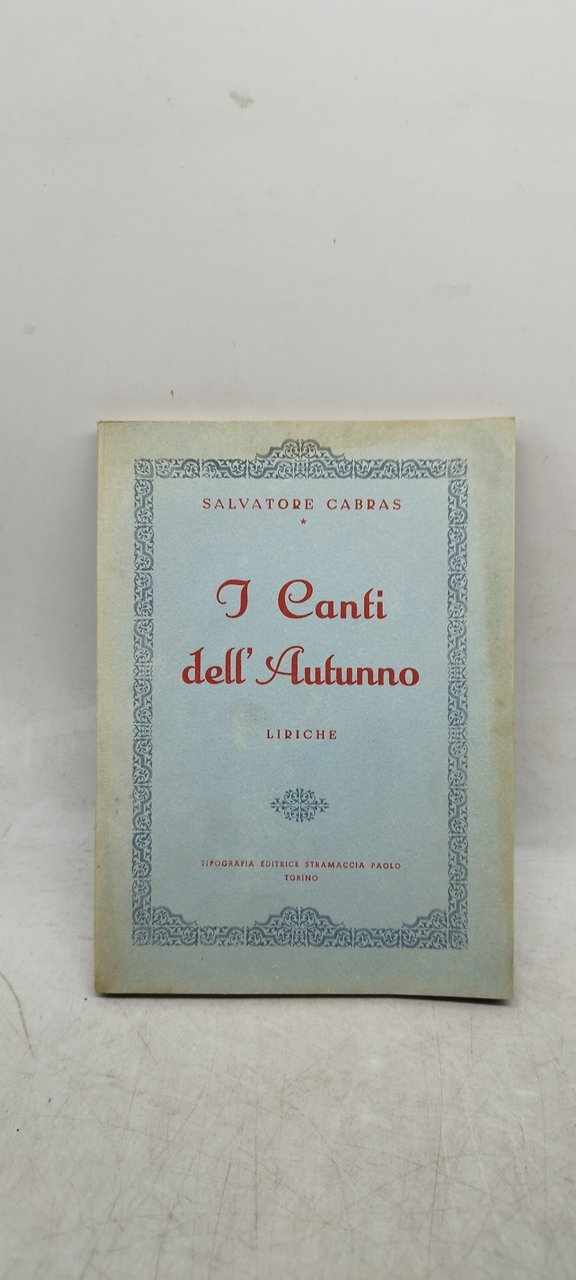 SALVATORE CABRAS
★
I Canti
dell'Autunno
LIRICHE
TIPOGRAFIA EDITRICE STRAMACCIA PAOLO
TORINO